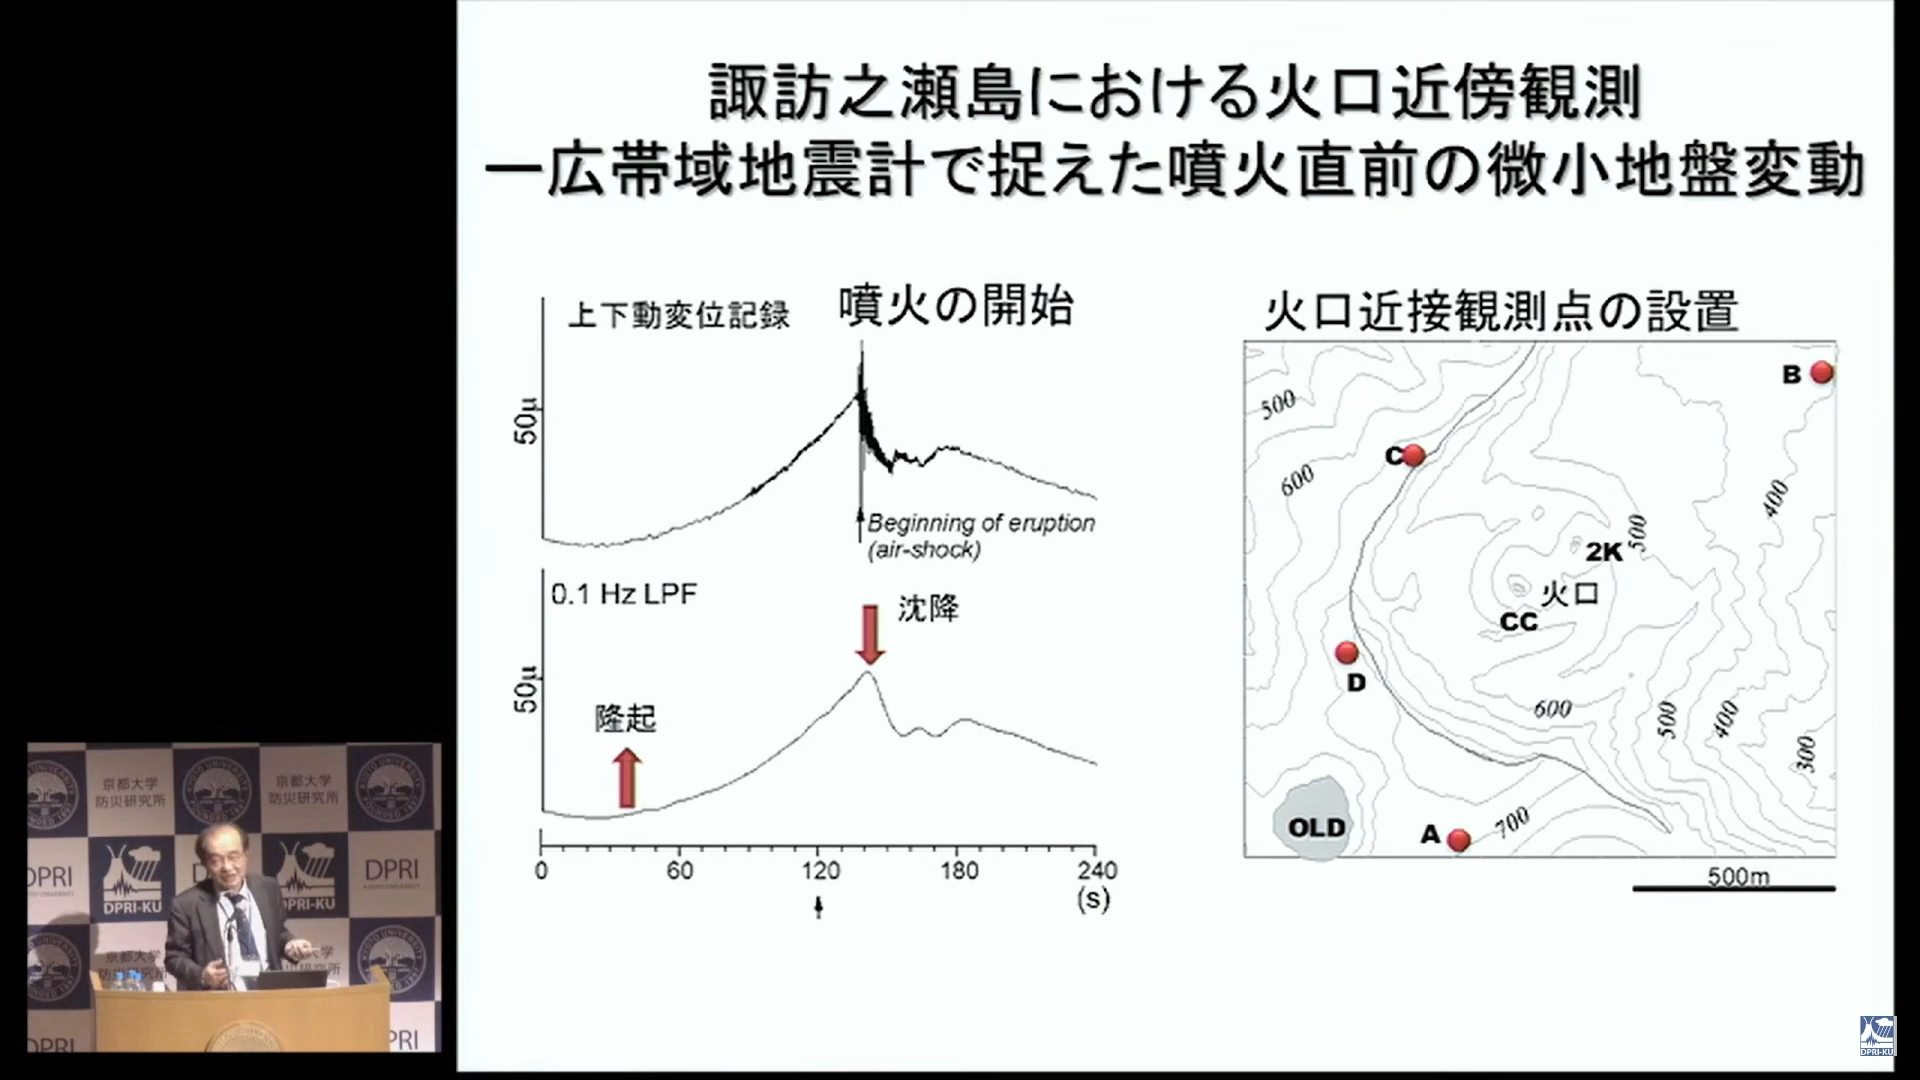 諏訪之瀬島における火口近傍観測
ー広帯域地震計で捉えた噴火直前の微小地盤変動
上下動変位記録
噴火の開始
50μ
Beginning of eruption
(air-shock)
0.1 Hz LPF
沈降
50μ
隆起
0 60 120 180 240
(s)
火口近接観測点の設置
B
500
C
600
400
500
2K
火口
CC
D
600
500
400
300
OLD
A
700
500m
京都大学
防災研究所
京都大学
防災研究所
DPRI
DPRI-KU
DPRI-KU
DPRI
京都大学
PRI
DPRI-KU